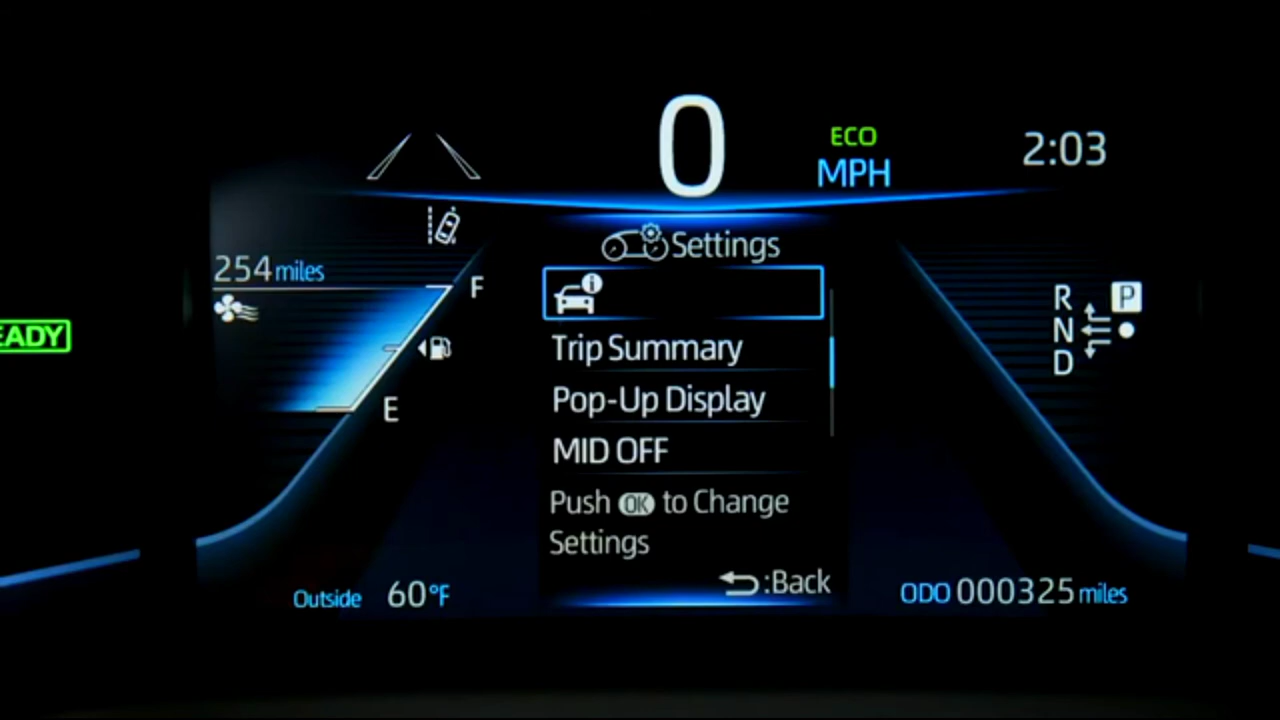 0
ECO
MPH
2:03
Settings
254 miles
F
E
EADY
Trip Summary
Pop-Up Display
MID OFF
Push OK to Change
Settings
:Back
R
N
D
P
Outside 60°F
ODO 000325 miles